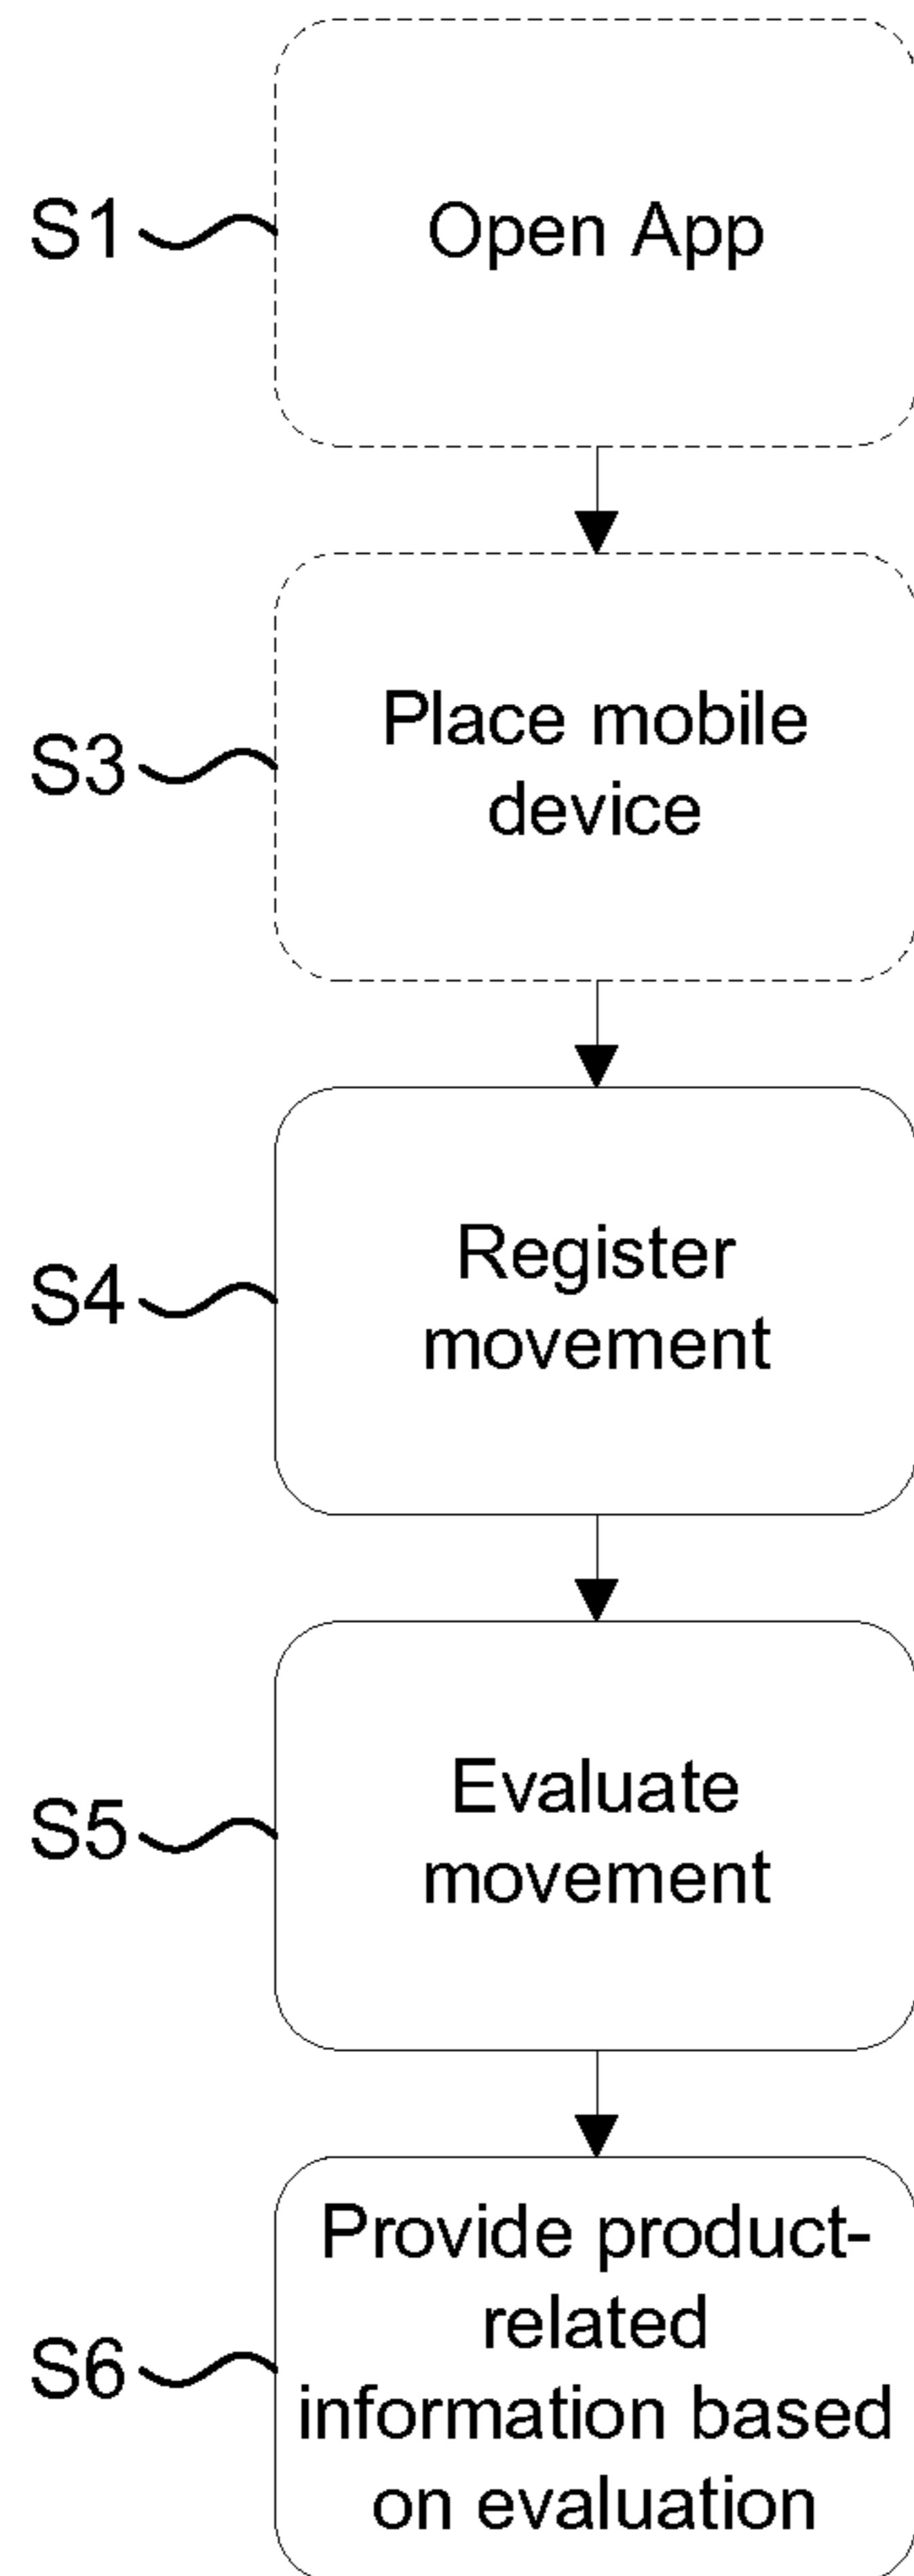 S1
Open App
S3
Place mobile
device
S4
Register
movement
S5
Evaluate
movement
S6
Provide product-
related
information based
on evaluation